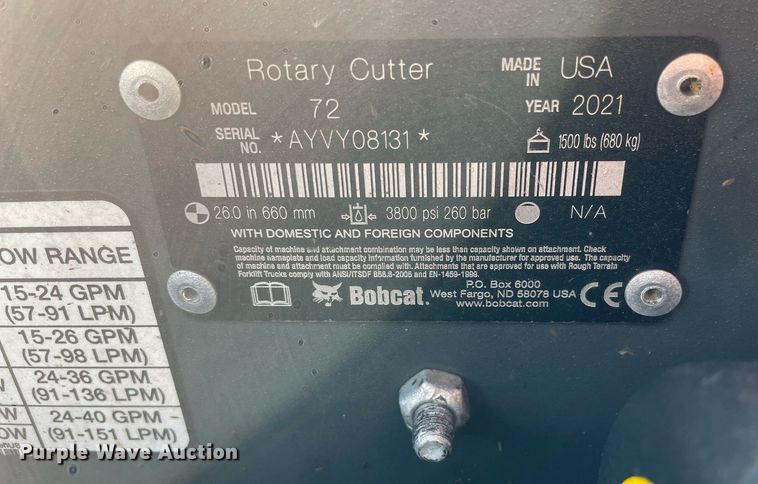 Rotary Cutter MADE IN USA
MODEL 72 YEAR 2021
SERIAL NO. *AYVY08131* 1500 lbs (680 kg)
26.0 in 660 mm 3800 psi 260 bar N/A
WITH DOMESTIC AND FOREIGN COMPONENTS
Capacity of machine and attachment combination may be less than capacity shown on attachment. Check
machine nameplate and load capacity information furnished by the manufacturer for approved use. The capacity
of machine and attachment must be complied with. Attachments that are approved for use with Rough Terrain
Forklift Trucks comply with ANSI/ITSDF B56.6-2005 and EN-1459-1999.
Bobcat.
P.O. Box 6000
West Fargo, ND 58078 USA
www.bobcat.com
CE
OW RANGE
15-24 GPM
(57-91 LPM)
15-26 GPM
(57-98 LPM)
W 24-36 GPM
(91-136 LPM)
W 24-40 GPM
OW (91-151 LPM)
Purple Wave Auction